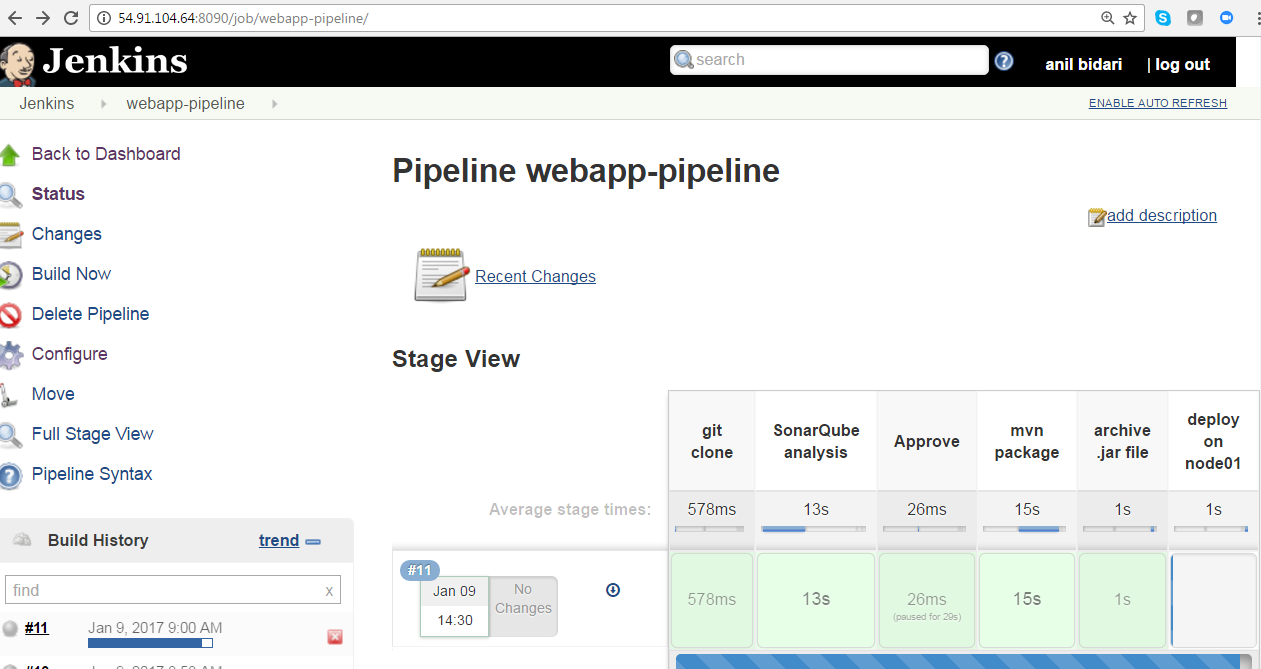 54.91.104.64:8090/job/webapp-pipeline/
Jenkins
search
anil bidari
| log out
Jenkins
webapp-pipeline
ENABLE AUTO REFRESH
Back to Dashboard
Status
Changes
Build Now
Delete Pipeline
Configure
Move
Full Stage View
Pipeline Syntax
Build History
trend
find
x
#11
Jan 9, 2017 9:00 AM
Pipeline webapp-pipeline
add description
Recent Changes
Stage View
git
clone
SonarQube
analysis
Approve
mvn
package
archive
.jar file
deploy
on
node01
Average stage times:
578ms
13s
26ms
15s
1s
1s
#11
Jan 09
14:30
No
Changes
578ms
13s
26ms
(paused for 29s)
15s
1s